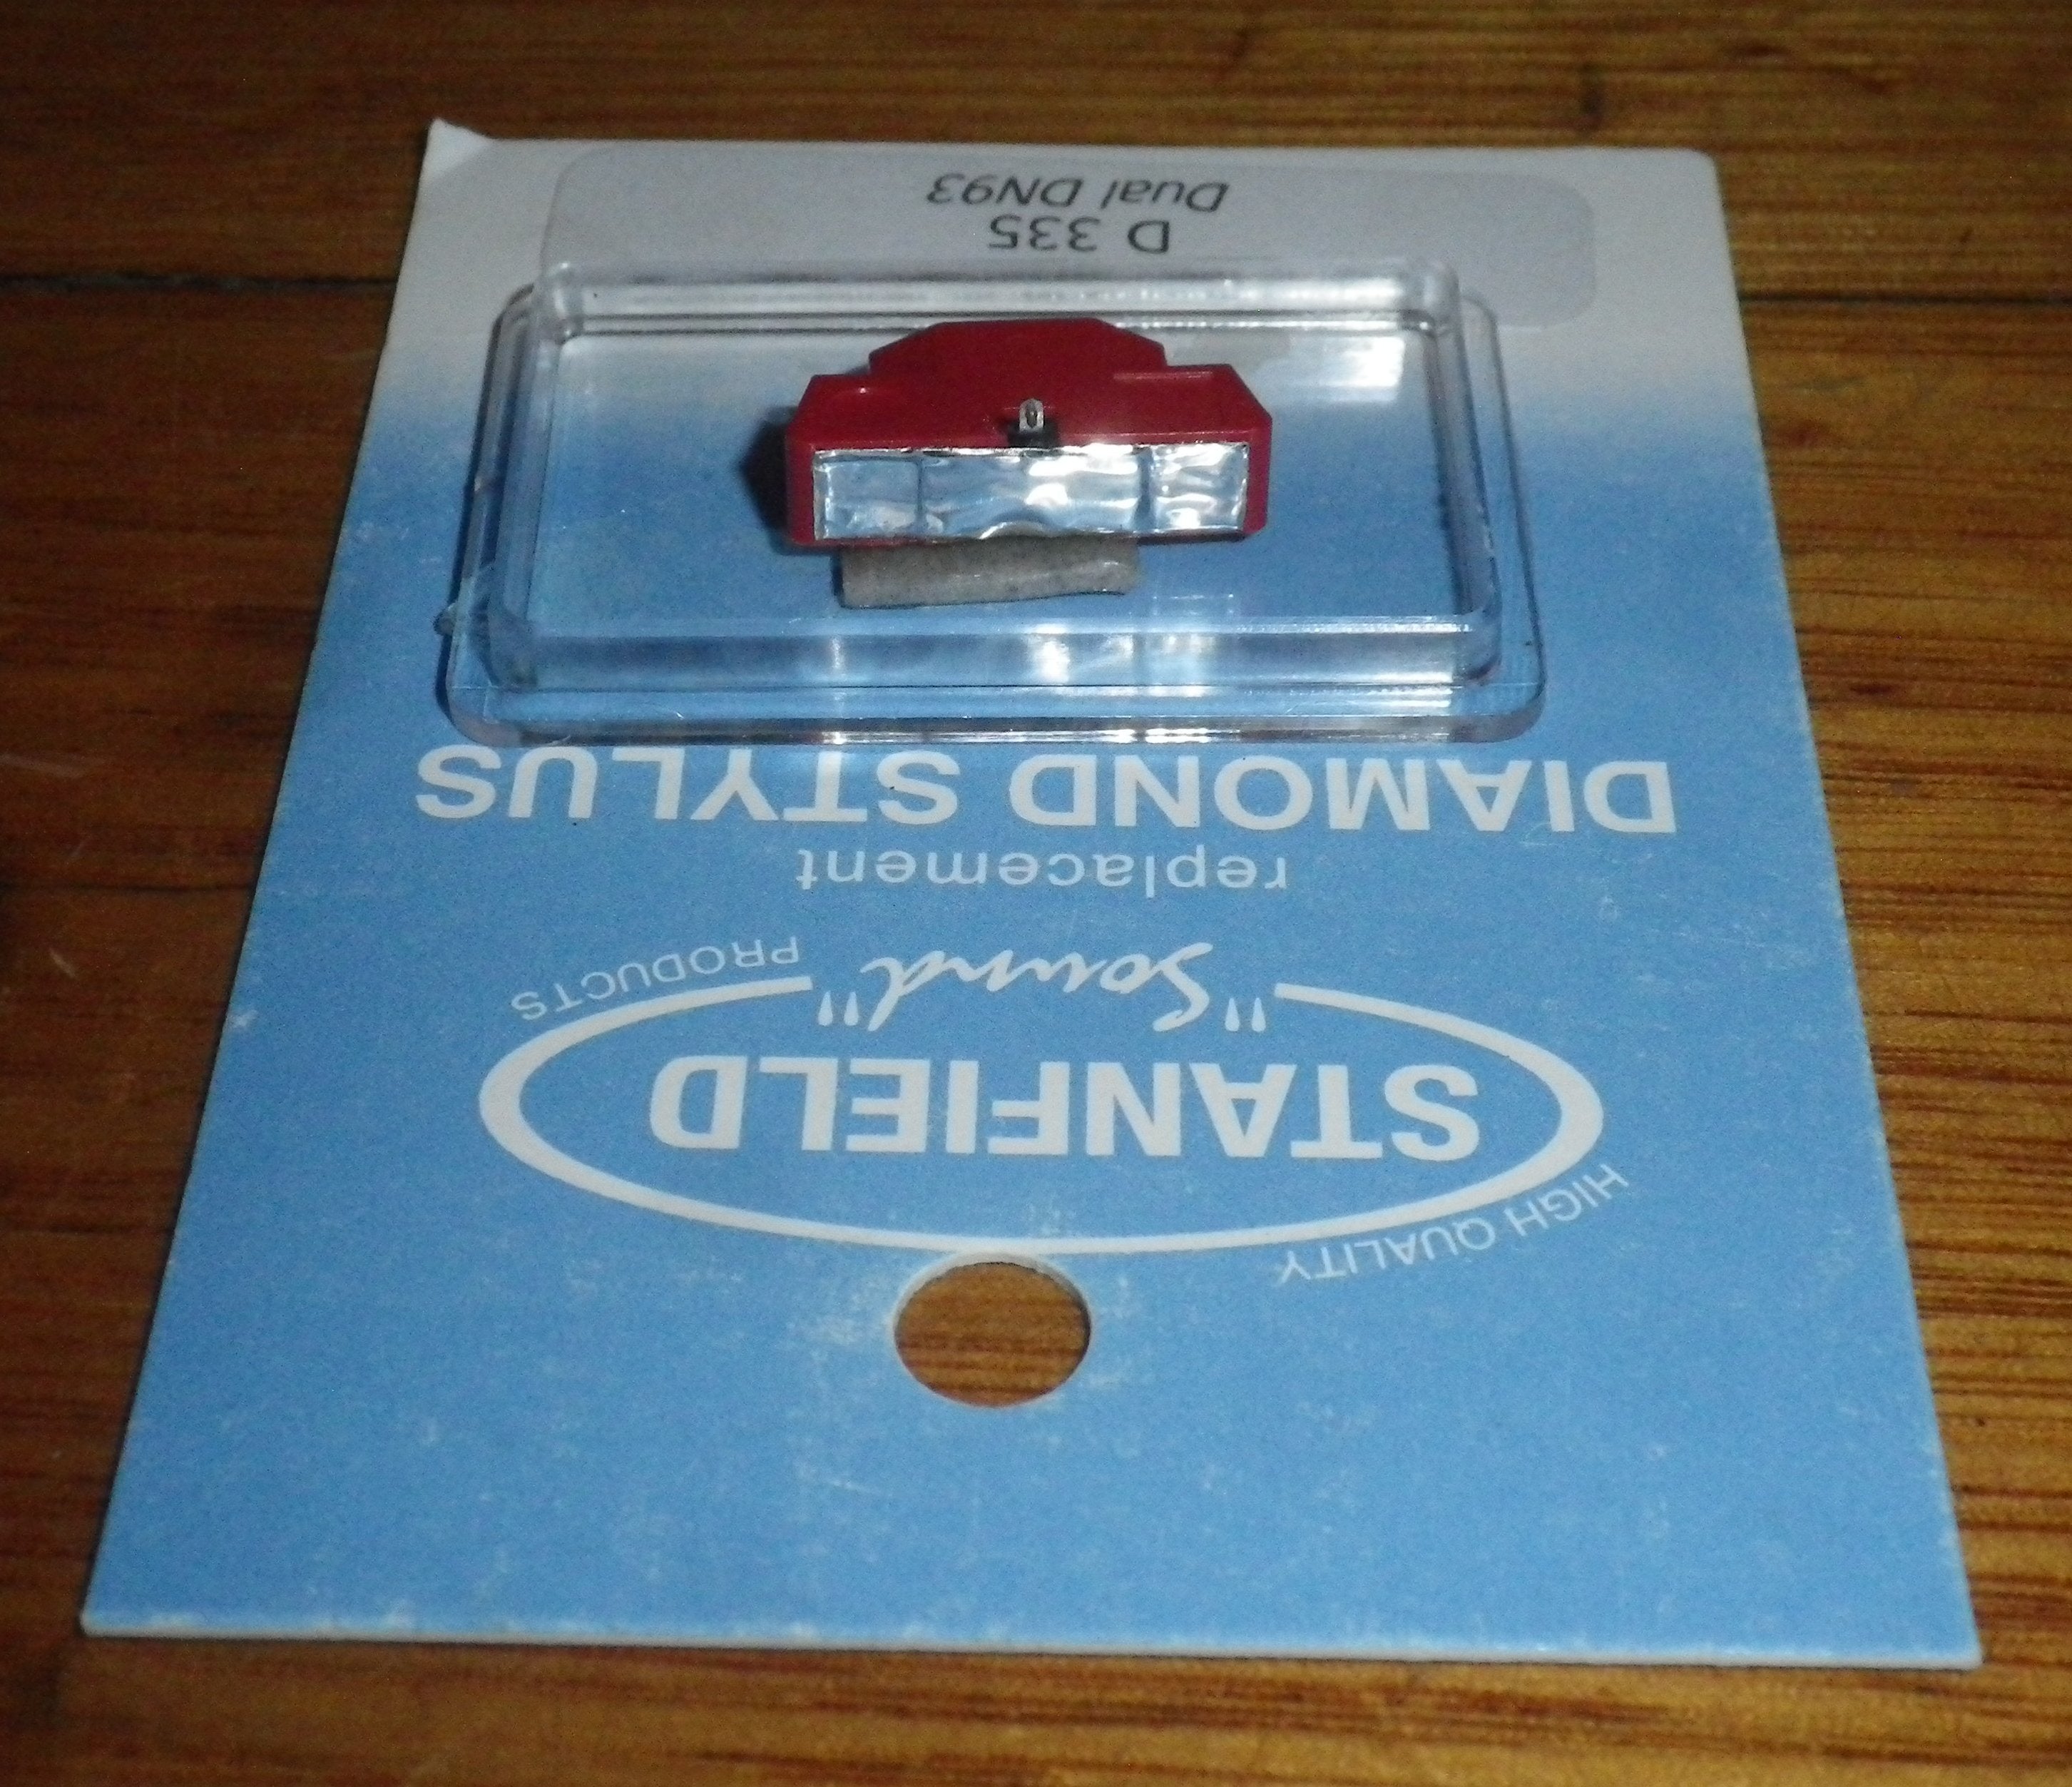 HIGH QUALITY
STANFIELD
"Sound"
PRODUCTS
replacement
DIAMOND STYLUS
D 335
Dual DN93